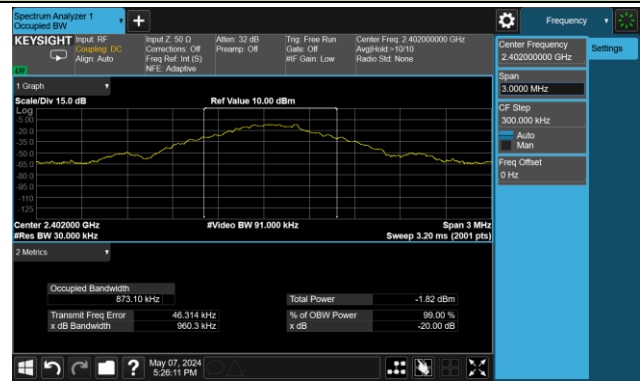 Spectrum Analyzer 1
Occupied BW
Frequency
KEYSIGHT
Input: RF
Coupling: DC
Align: Auto
Input Z: 50 Ω
Corrections: Off
Freq Ref: Int (S)
NFE: Adaptive
Atten: 32 dB
Preamp: Off
Trig: Free Run
Gate: Off
#IF Gain: Low
Center Freq: 2.402000000 GHz
Avg|Hold:>10/10
Radio Std: None
Center Frequency
2.402000000 GHz
Settings
Span
3.0000 MHz
CF Step
300.000 kHz
Auto
Man
Freq Offset
0 Hz
1 Graph
Scale/Div 15.0 dB
Ref Value 10.00 dBm
Log
-5.00
-20.0
-35.0
-50.0
-65.0
-80.0
-95.0
-110
-125
Center 2.402000 GHz
#Video BW 91.000 kHz
Span 3 MHz
#Res BW 30.000 kHz
Sweep 3.20 ms (2001 pts)
2 Metrics
Occupied Bandwidth
873.10 kHz
Total Power -1.82 dBm
Transmit Freq Error 46.314 kHz
% of OBW Power 99.00 %
x dB Bandwidth 960.3 kHz
x dB -20.00 dB
?
May 07, 2024
5:26:11 PM